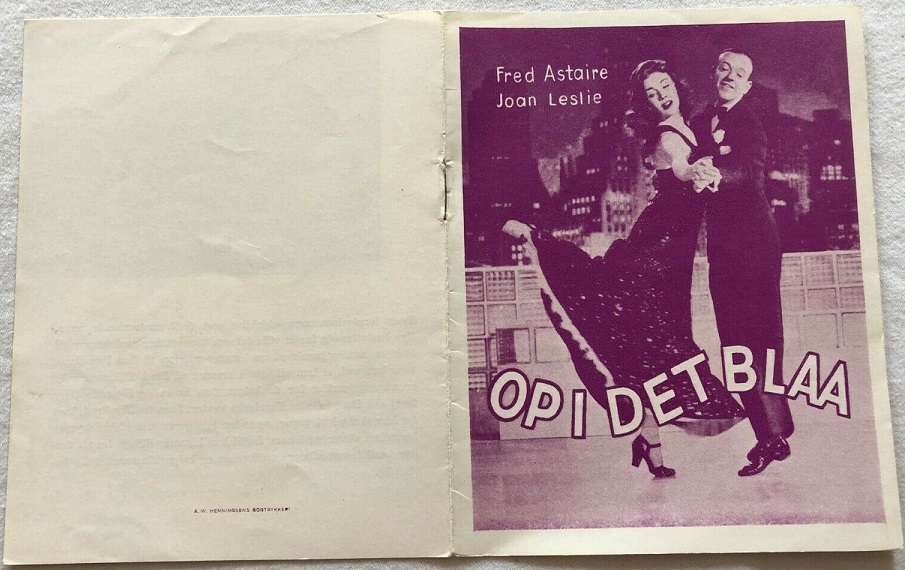 Fred Astaire
Joan Leslie
OP I DET BLAA
A. W. HENNINGSENS BOGTRYKKERI